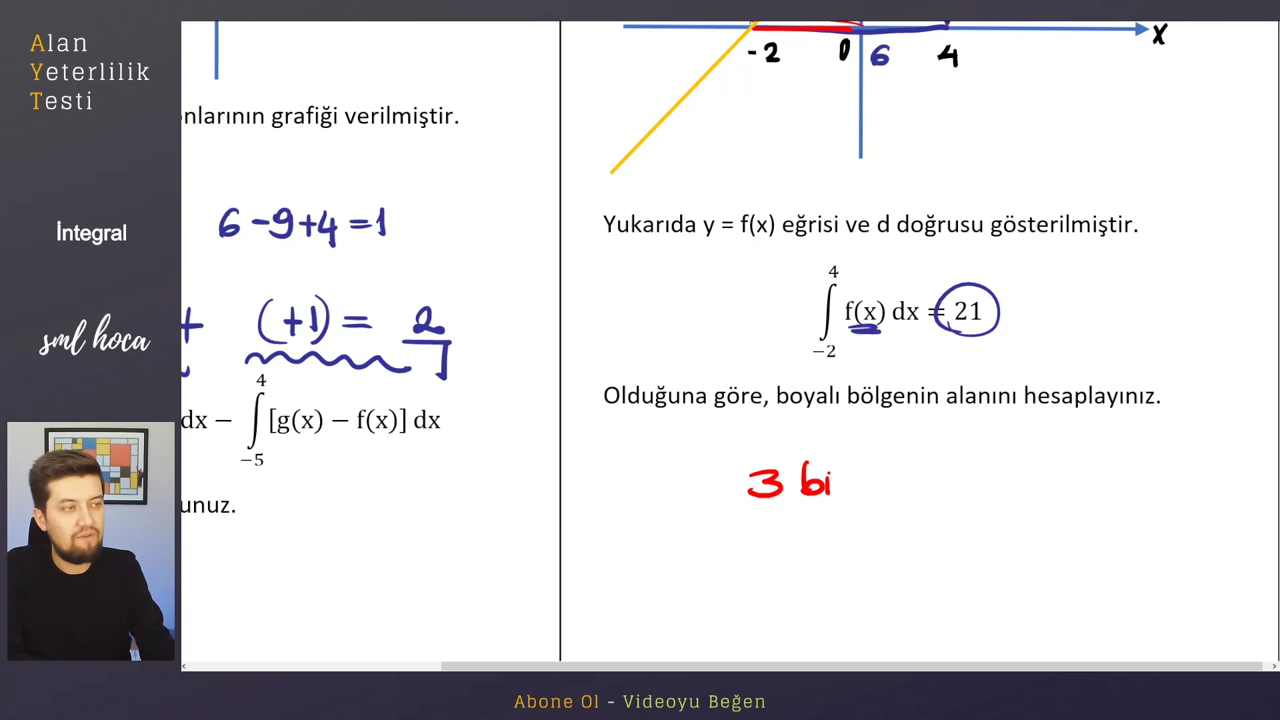 Alan
Yeterlilik
Testi
İntegral
sml hoca
nlarının grafiği verilmiştir.
6 - 9 + 4 = 1
+ (+1) = 2
4
∫ [g(x) − f(x)] dx
dx −
−5
unuz.
-2 0 6 4 x
Yukarıda y = f(x) eğrisi ve d doğrusu gösterilmiştir.
4
∫ f(x) dx = 21
−2
Olduğuna göre, boyalı bölgenin alanını hesaplayınız.
3 bi
Abone Ol - Videoyu Beğen